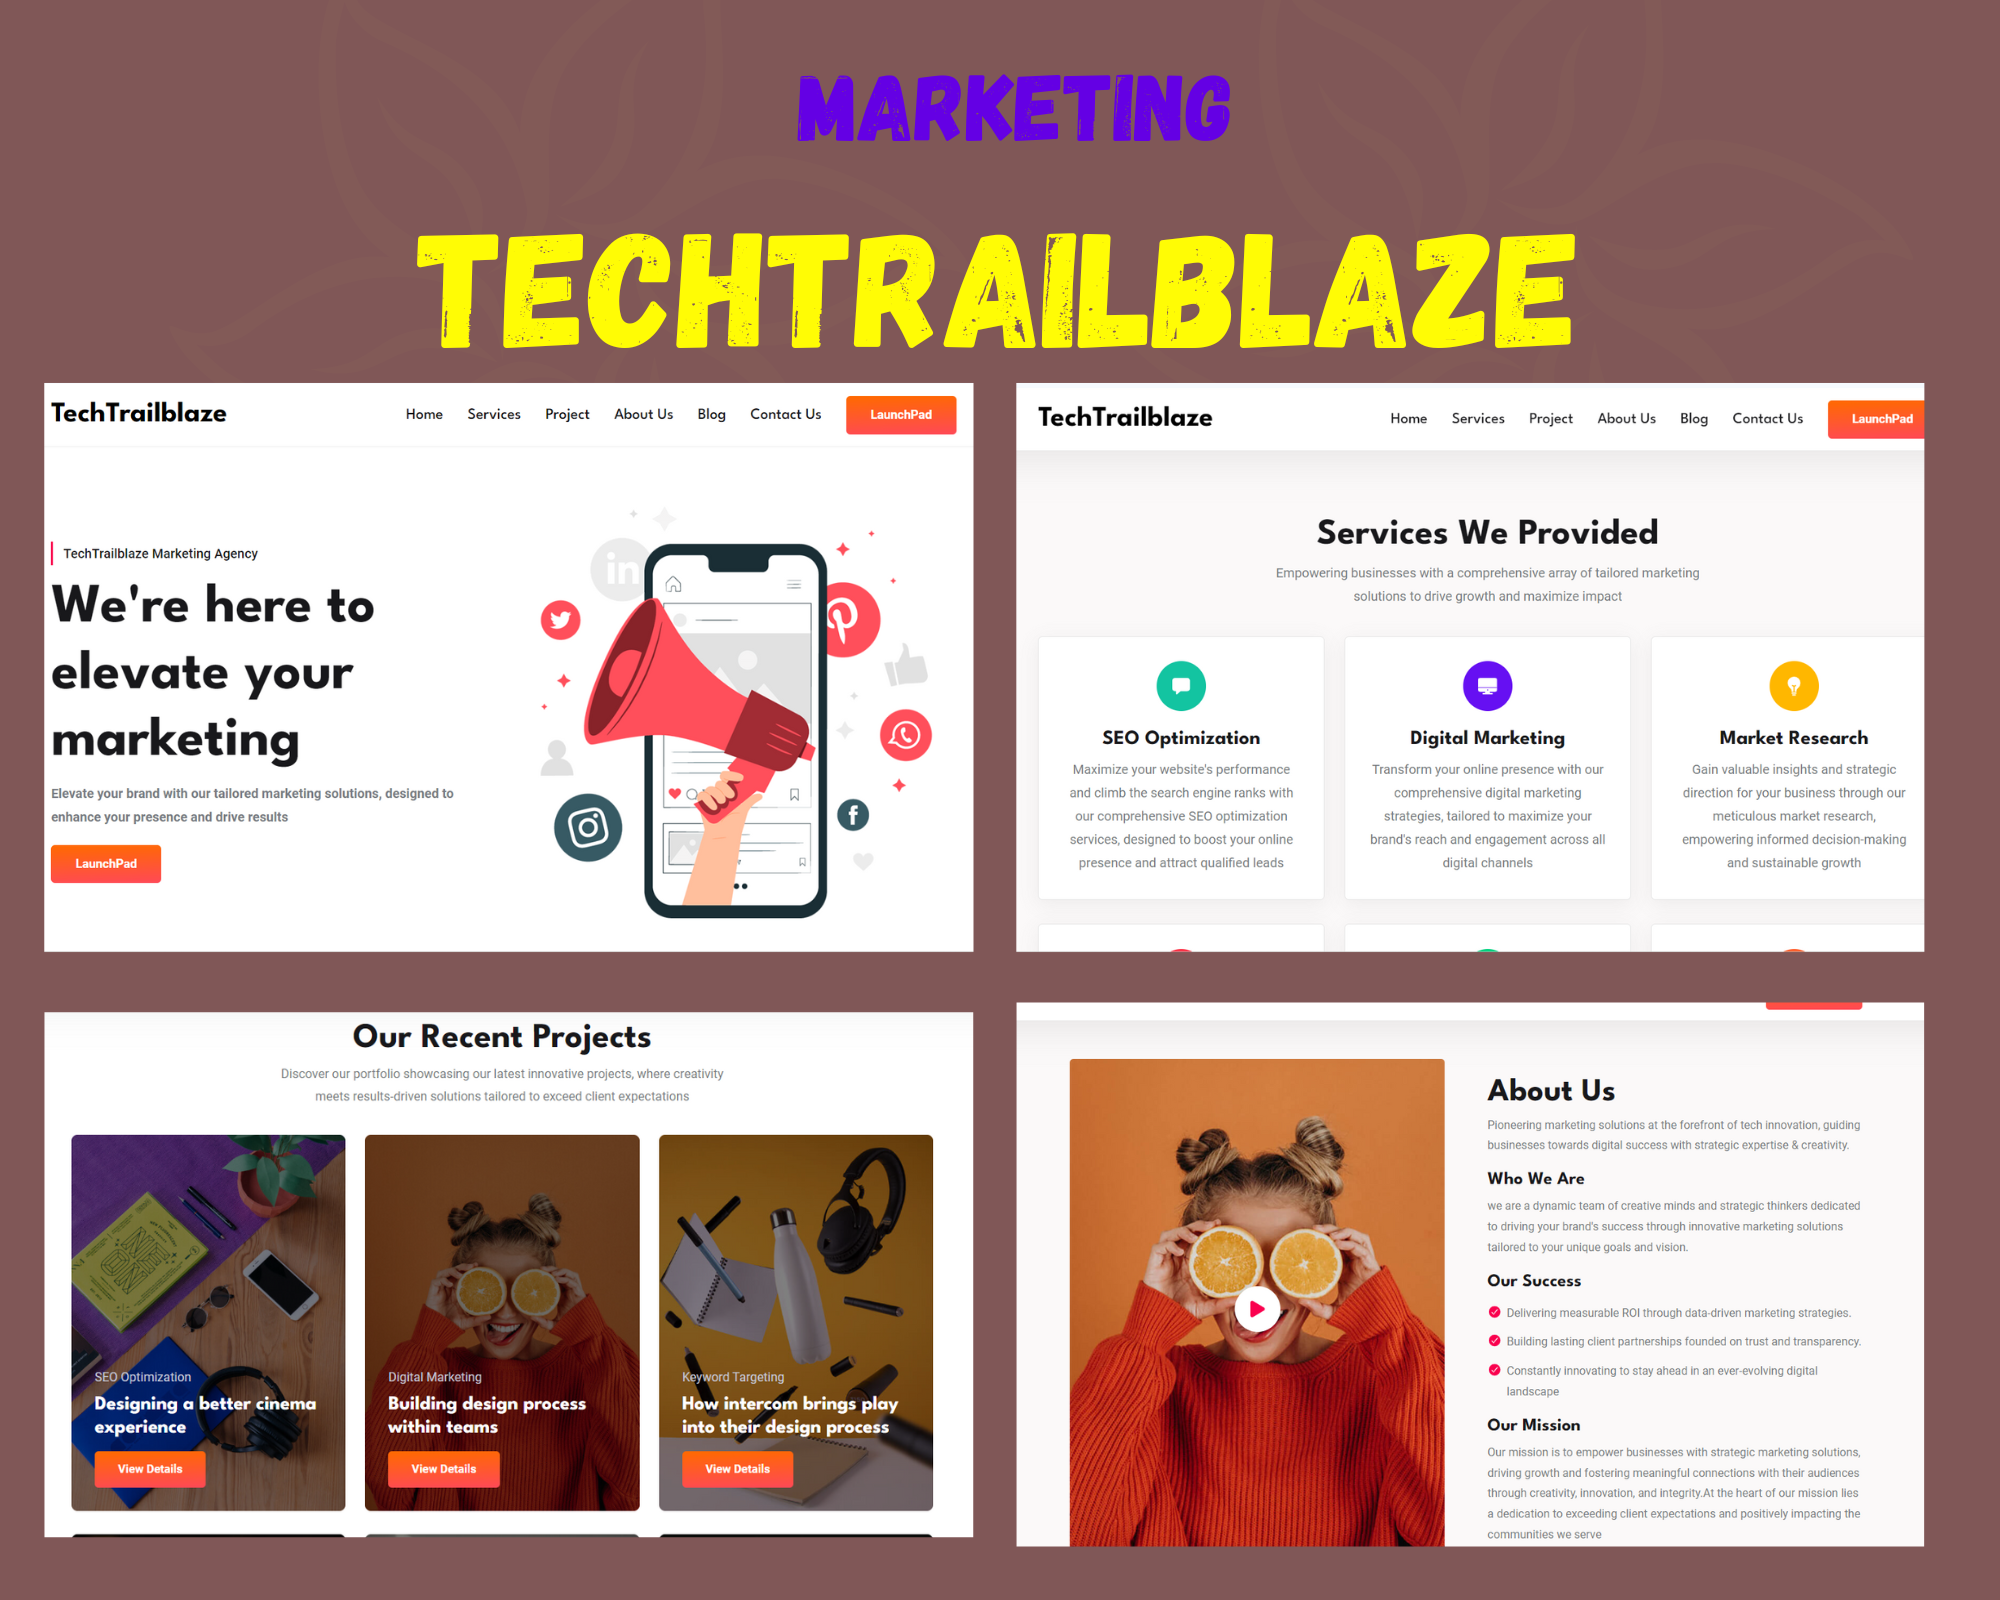 MARKETING
TECHTRAILBLAZE
TechTrailblaze
Home Services Project About Us Blog Contact Us LaunchPad
TechTrailblaze Marketing Agency
We're here to
elevate your
marketing
Elevate your brand with our tailored marketing solutions, designed to
enhance your presence and drive results
LaunchPad
in
f
TechTrailblaze
Home Services Project About Us Blog Contact Us LaunchPad
Services We Provided
Empowering businesses with a comprehensive array of tailored marketing
solutions to drive growth and maximize impact
SEO Optimization
Maximize your website's performance
and climb the search engine ranks with
our comprehensive SEO optimization
services, designed to boost your online
presence and attract qualified leads
Digital Marketing
Transform your online presence with our
comprehensive digital marketing
strategies, tailored to maximize your
brand's reach and engagement across all
digital channels
Market Research
Gain valuable insights and strategic
direction for your business through our
meticulous market research,
empowering informed decision-making
and sustainable growth
Our Recent Projects
Discover our portfolio showcasing our latest innovative projects, where creativity
meets results-driven solutions tailored to exceed client expectations
NEON
SEO Optimization
Designing a better cinema
experience
View Details
Digital Marketing
Building design process
within teams
View Details
Keyword Targeting
How intercom brings play
into their design process
View Details
About Us
Pioneering marketing solutions at the forefront of tech innovation, guiding
businesses towards digital success with strategic expertise & creativity.
Who We Are
we are a dynamic team of creative minds and strategic thinkers dedicated
to driving your brand's success through innovative marketing solutions
tailored to your unique goals and vision.
Our Success
Delivering measurable ROI through data-driven marketing strategies.
Building lasting client partnerships founded on trust and transparency.
Constantly innovating to stay ahead in an ever-evolving digital
landscape
Our Mission
Our mission is to empower businesses with strategic marketing solutions,
driving growth and fostering meaningful connections with their audiences
through creativity, innovation, and integrity.At the heart of our mission lies
a dedication to exceeding client expectations and positively impacting the
communities we serve